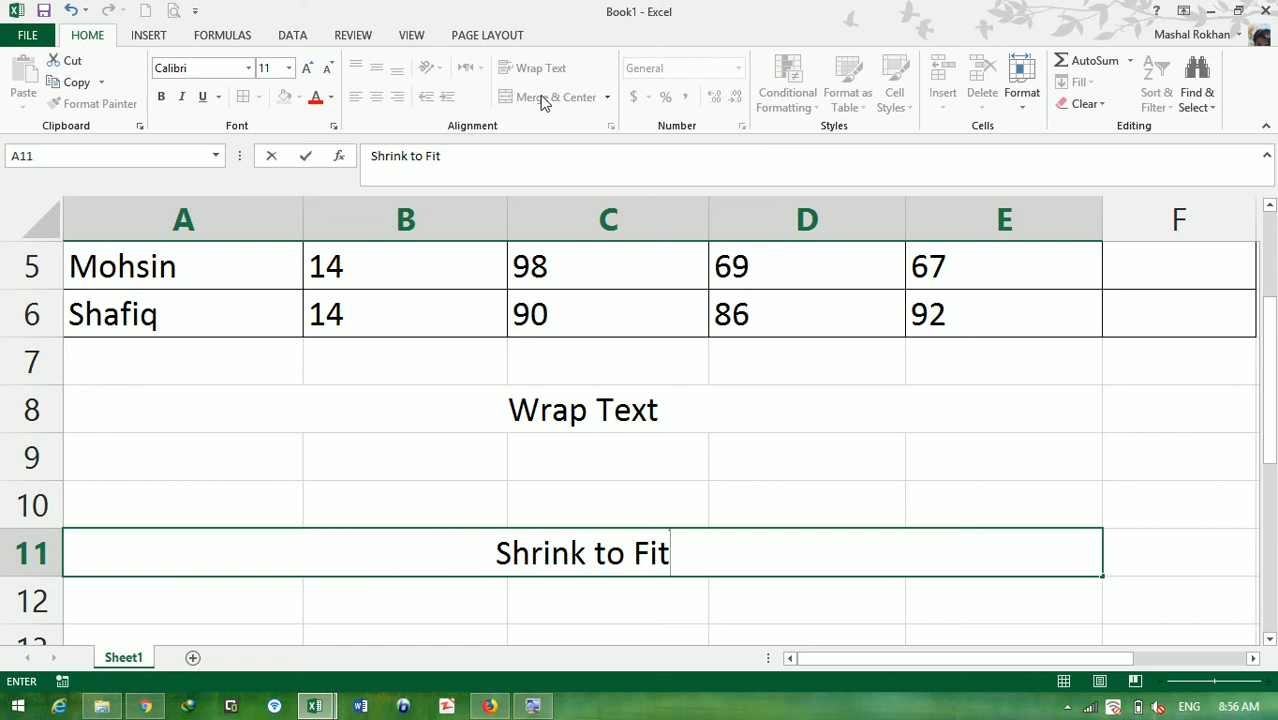 Book1 - Excel
FILE HOME INSERT FORMULAS DATA REVIEW VIEW PAGE LAYOUT Mashal Rokhan
Paste Cut Copy Format Painter Clipboard
Calibri 11 B I U A Font
Wrap Text Merge & Center Alignment
General $ % , Number
Conditional Formatting Format as Table Cell Styles Styles
Insert Delete Format Cells
AutoSum Fill Clear Sort & Filter Find & Select Editing
A11 fx Shrink to Fit
A B C D E F
5 Mohsin 14 98 69 67
6 Shafiq 14 90 86 92
7
8 Wrap Text
9
10
11 Shrink to Fit
12
13
Sheet1
ENTER
ENG 8:56 AM